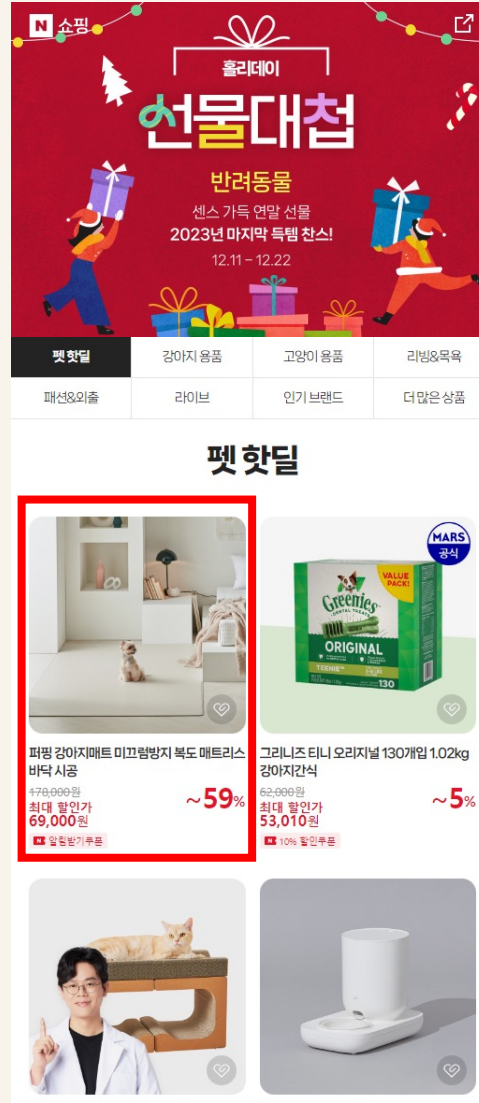 N 쇼핑
홀리데이
선물대첩
반려동물
센스 가득 연말 선물
2023년 마지막 득템 찬스!
12.11 – 12.22
펫 핫딜 강아지 용품 고양이 용품 리빙&목욕
패션&외출 라이브 인기 브랜드 더 많은 상품
펫 핫딜
MARS
공식
VALUE
PACK!
Greenies
DENTAL TREATS
ORIGINAL
TEENIE
130
퍼핑 강아지매트 미끄럼방지 복도 매트리스
바닥 시공
178,000원
최대 할인가
69,000원
~59%
N 알림받기쿠폰
그리니즈 티니 오리지널 130개입 1.02kg
강아지간식
62,000원
최대 할인가
53,010원
~5%
N 10% 할인쿠폰